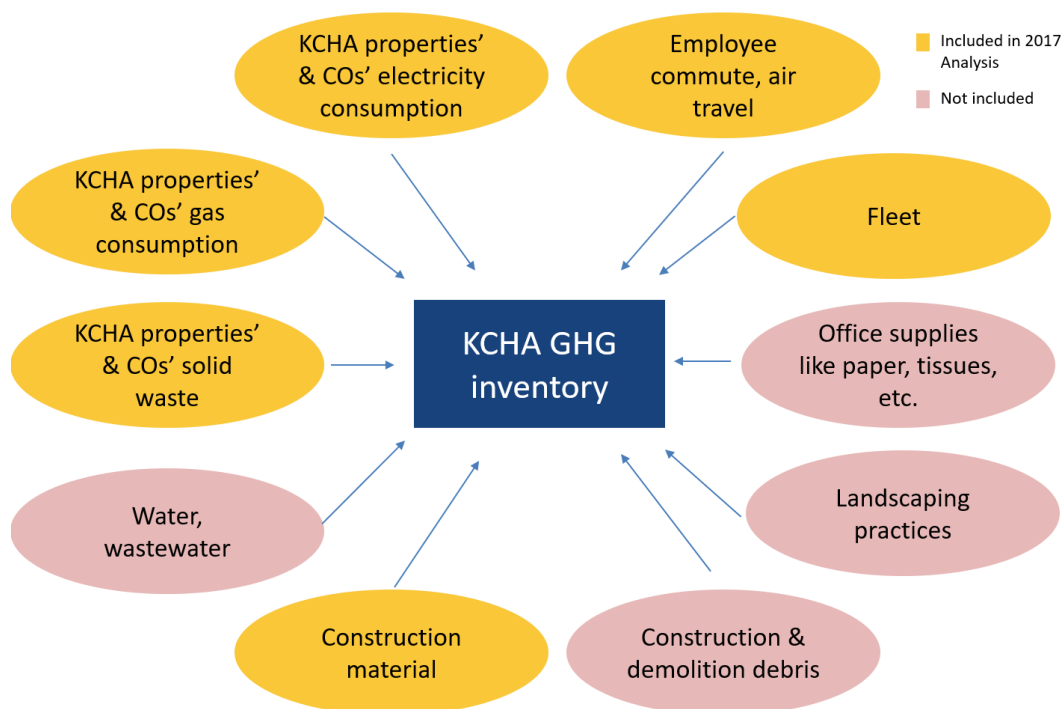 KCHA properties'
& COs' electricity
consumption
Employee
commute, air
travel
Included in 2017
Analysis
Not included
KCHA properties'
& COs' gas
consumption
Fleet
KCHA properties'
& COs' solid
waste
KCHA GHG
inventory
Office supplies
like paper, tissues,
etc.
Water,
wastewater
Landscaping
practices
Construction
material
Construction &
demolition debris